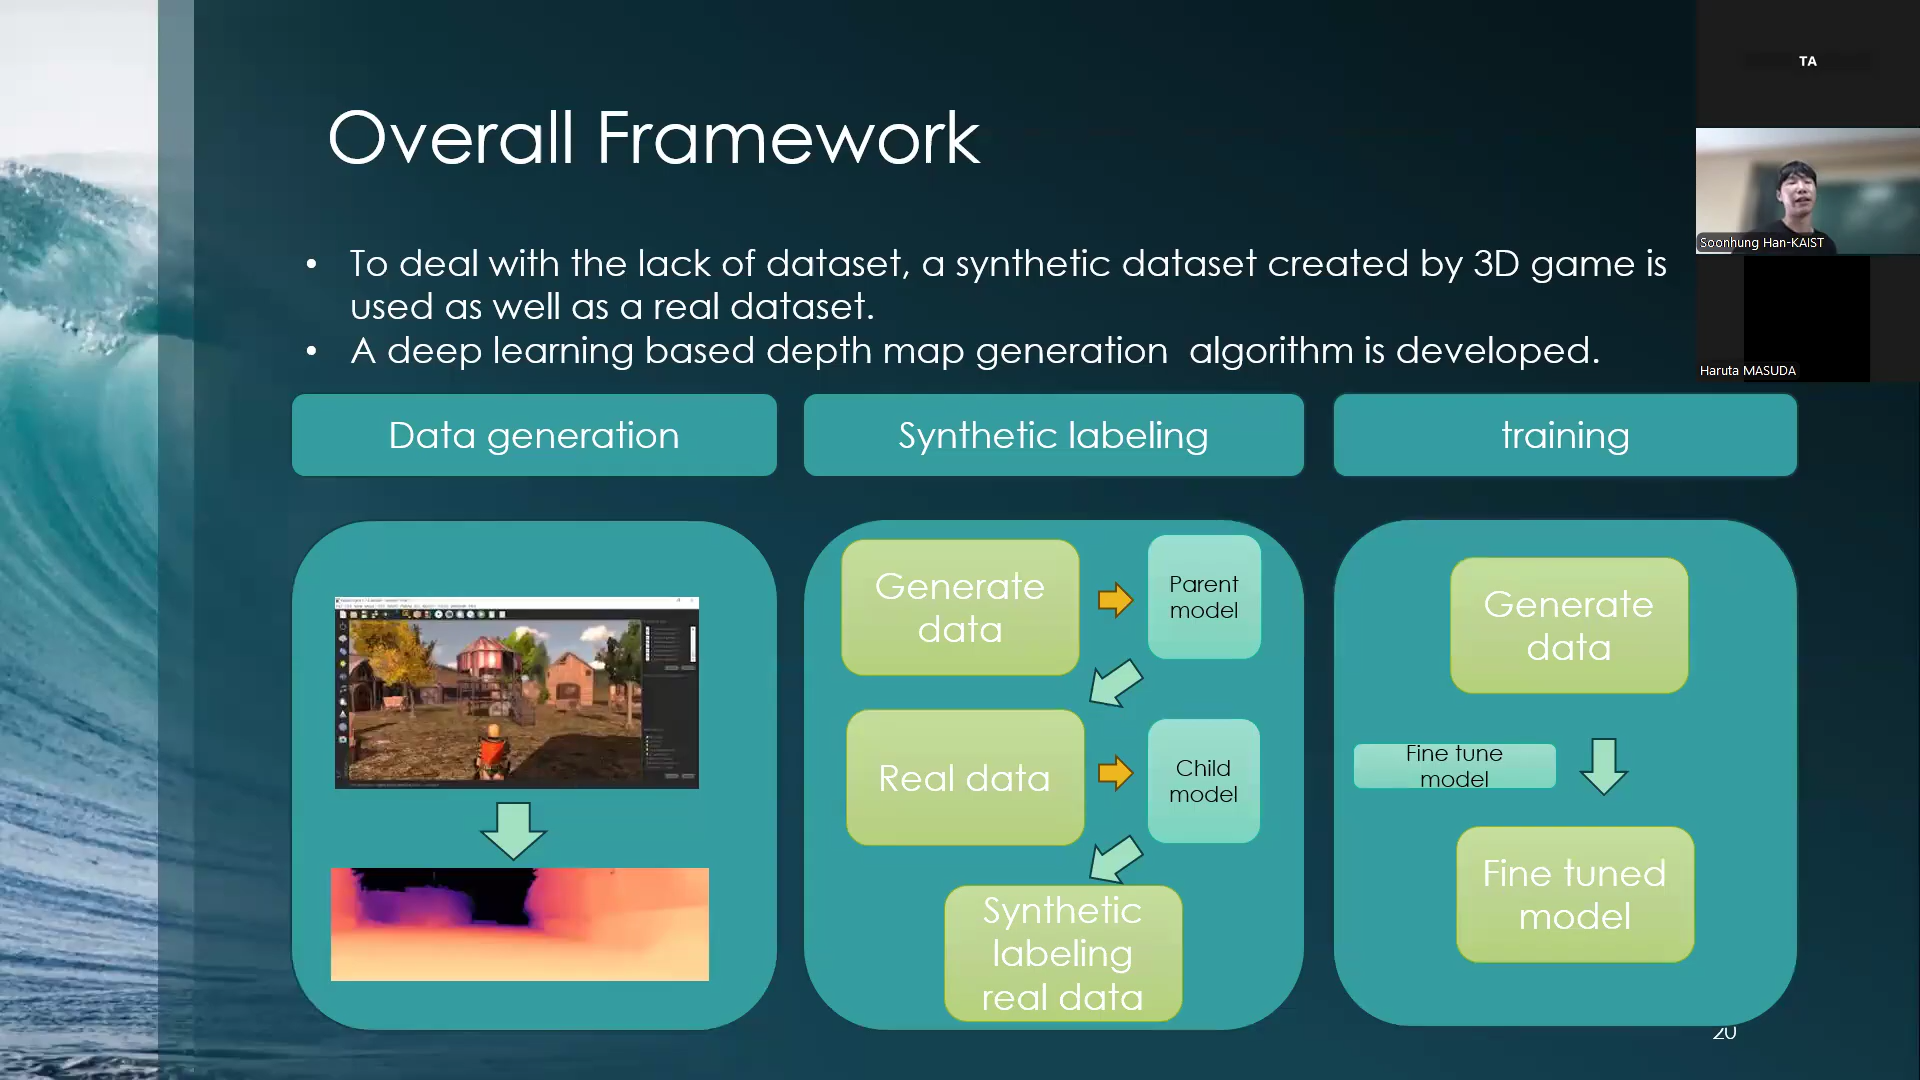 TA
Overall Framework
Soonhung Han-KAIST
• To deal with the lack of dataset, a synthetic dataset created by 3D game is
used as well as a real dataset.
• A deep learning based depth map generation  algorithm is developed.
Haruta MASUDA
Data generation
Synthetic labeling
training
Generate
data
Parent
model
Real data
Child
model
Synthetic
labeling
real data
Generate
data
Fine tune
model
Fine tuned
model
20